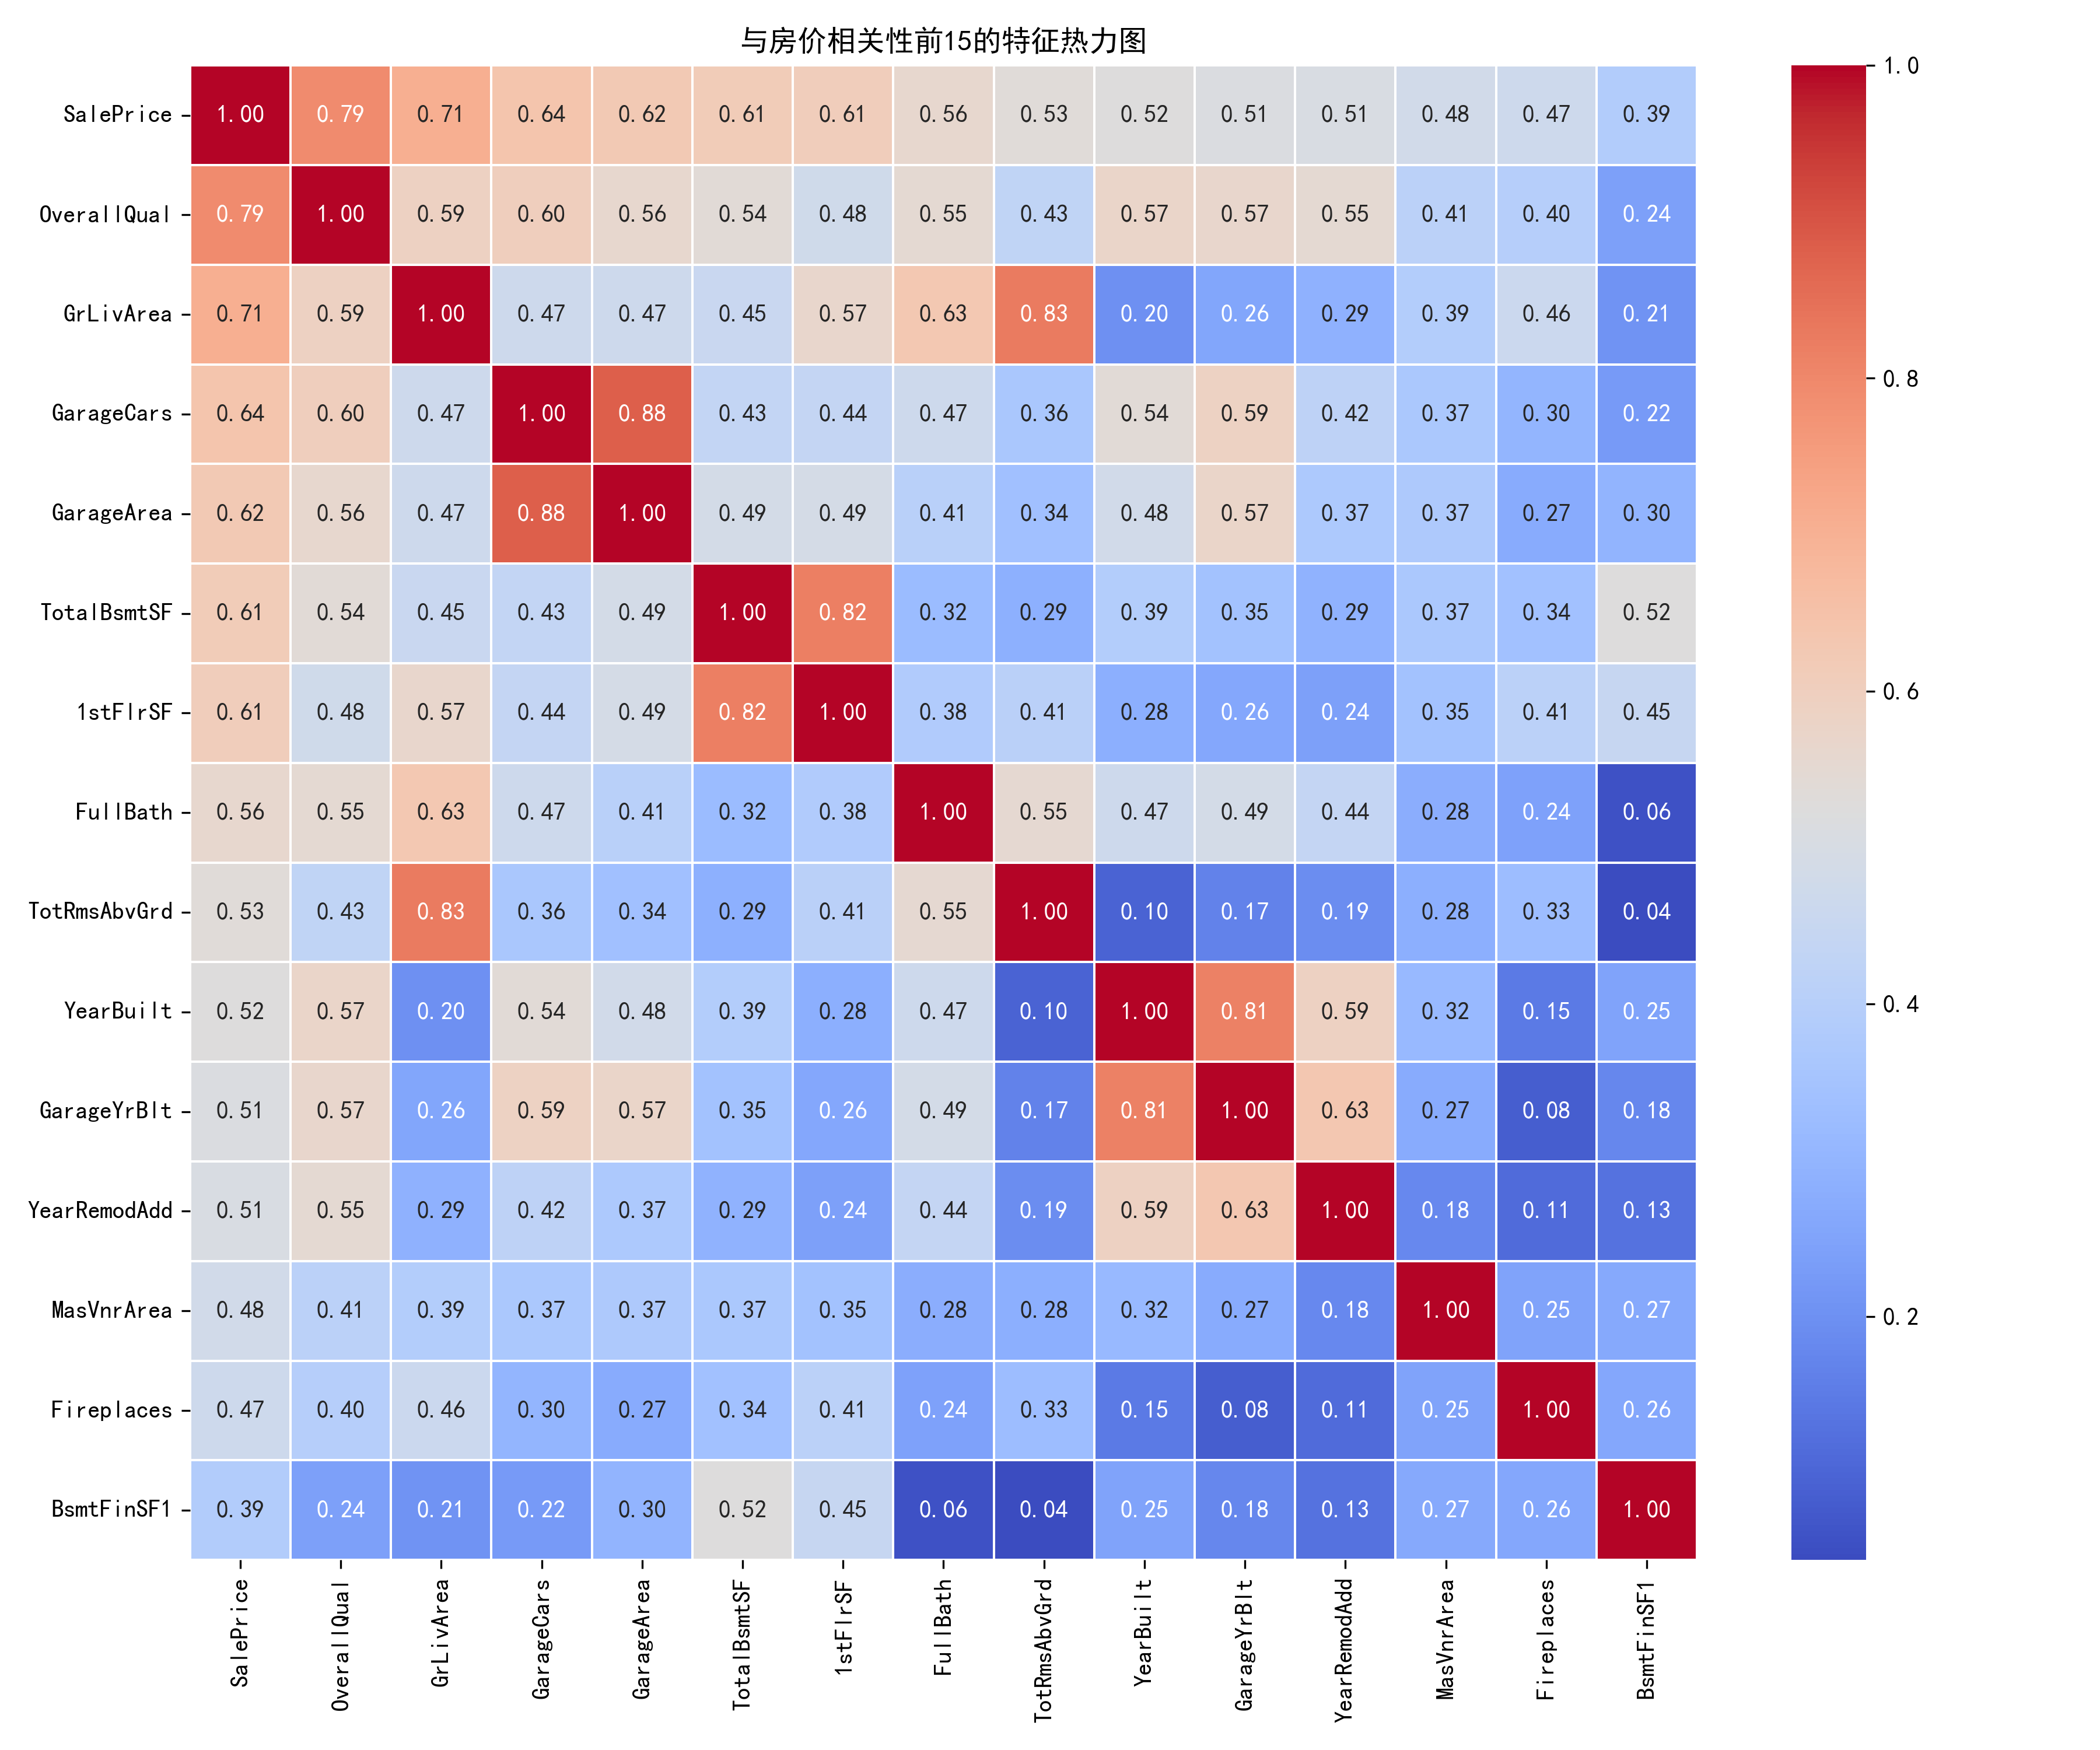 与房价相关性前15的特征热力图
SalePrice 1.00 0.79 0.71 0.64 0.62 0.61 0.61 0.56 0.53 0.52 0.51 0.51 0.48 0.47 0.39
OverallQual 0.79 1.00 0.59 0.60 0.56 0.54 0.48 0.55 0.43 0.57 0.57 0.55 0.41 0.40 0.24
GrLivArea 0.71 0.59 1.00 0.47 0.47 0.45 0.57 0.63 0.83 0.20 0.26 0.29 0.39 0.46 0.21
GarageCars 0.64 0.60 0.47 1.00 0.88 0.43 0.44 0.47 0.36 0.54 0.59 0.42 0.37 0.30 0.22
GarageArea 0.62 0.56 0.47 0.88 1.00 0.49 0.49 0.41 0.34 0.48 0.57 0.37 0.37 0.27 0.30
TotalBsmtSF 0.61 0.54 0.45 0.43 0.49 1.00 0.82 0.32 0.29 0.39 0.35 0.29 0.37 0.34 0.52
1stFlrSF 0.61 0.48 0.57 0.44 0.49 0.82 1.00 0.38 0.41 0.28 0.26 0.24 0.35 0.41 0.45
FullBath 0.56 0.55 0.63 0.47 0.41 0.32 0.38 1.00 0.55 0.47 0.49 0.44 0.28 0.24 0.06
TotRmsAbvGrd 0.53 0.43 0.83 0.36 0.34 0.29 0.41 0.55 1.00 0.10 0.17 0.19 0.28 0.33 0.04
YearBuilt 0.52 0.57 0.20 0.54 0.48 0.39 0.28 0.47 0.10 1.00 0.81 0.59 0.32 0.15 0.25
GarageYrBlt 0.51 0.57 0.26 0.59 0.57 0.35 0.26 0.49 0.17 0.81 1.00 0.63 0.27 0.08 0.18
YearRemodAdd 0.51 0.55 0.29 0.42 0.37 0.29 0.24 0.44 0.19 0.59 0.63 1.00 0.18 0.11 0.13
MasVnrArea 0.48 0.41 0.39 0.37 0.37 0.37 0.35 0.28 0.28 0.32 0.27 0.18 1.00 0.25 0.27
Fireplaces 0.47 0.40 0.46 0.30 0.27 0.34 0.41 0.24 0.33 0.15 0.08 0.11 0.25 1.00 0.26
BsmtFinSF1 0.39 0.24 0.21 0.22 0.30 0.52 0.45 0.06 0.04 0.25 0.18 0.13 0.27 0.26 1.00
SalePrice OverallQual GrLivArea GarageCars GarageArea TotalBsmtSF 1stFlrSF FullBath TotRmsAbvGrd YearBuilt GarageYrBlt YearRemodAdd MasVnrArea Fireplaces BsmtFinSF1
1.0
0.8
0.6
0.4
0.2